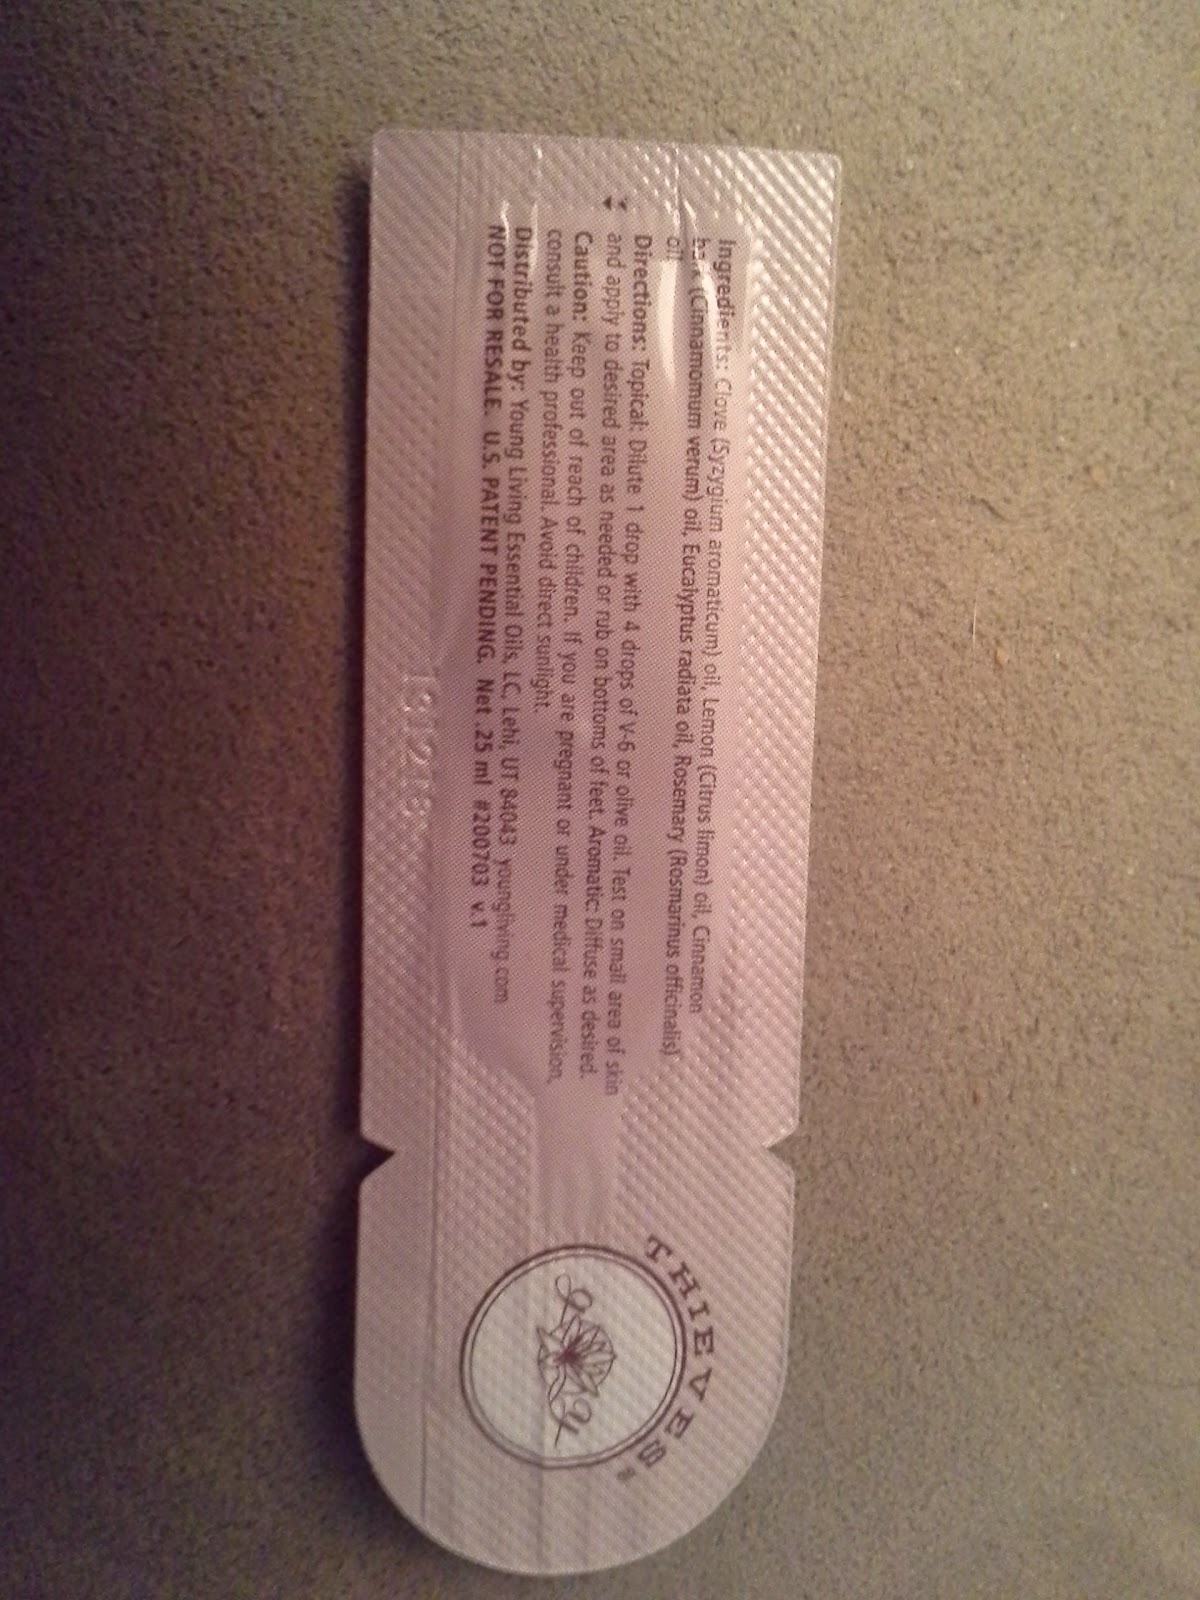 Ingredients: Clove (Syzygium aromaticum) oil, Lemon (Citrus limon) oil, Cinnamon
bark (Cinnamomum verum) oil, Eucalyptus radiata oil, Rosemary (Rosmarinus officinalis)
oil
Directions: Topical: Dilute 1 drop with 4 drops of V-6 or olive oil. Test on small area of skin
and apply to desired area as needed or rub on bottoms of feet. Aromatic: Diffuse as desired.
Caution: Keep out of reach of children. If you are pregnant or under medical supervision,
consult a health professional. Avoid direct sunlight.
Distributed by: Young Living Essential Oils, LC, Lehi, UT 84043 youngliving.com
NOT FOR RESALE. U.S. PATENT PENDING. Net .25 ml #200703 v.1
THIEVES